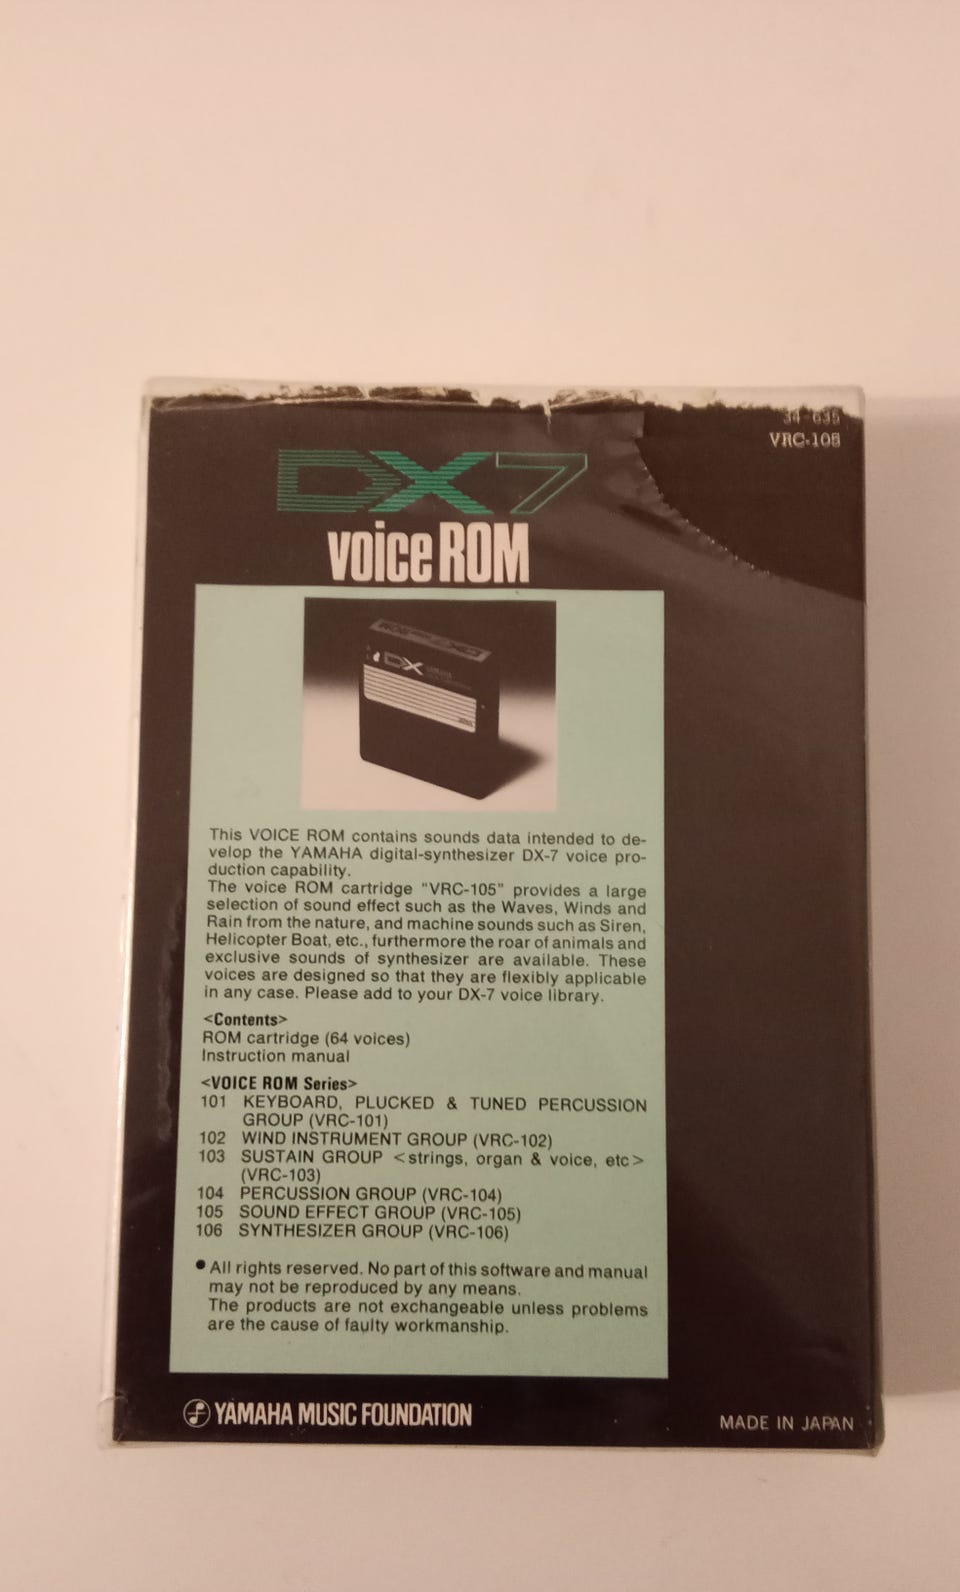 VRC-105
DX7
voice ROM
DX
This VOICE ROM contains sounds data intended to de-
velop the YAMAHA digital-synthesizer DX-7 voice pro-
duction capability.
The voice ROM cartridge "VRC-105" provides a large
selection of sound effect such as the Waves, Winds and
Rain from the nature, and machine sounds such as Siren,
Helicopter Boat, etc., furthermore the roar of animals and
exclusive sounds of synthesizer are available. These
voices are designed so that they are flexibly applicable
in any case. Please add to your DX-7 voice library.
<Contents>
ROM cartridge (64 voices)
Instruction manual
<VOICE ROM Series>
101 KEYBOARD, PLUCKED & TUNED PERCUSSION
GROUP (VRC-101)
102 WIND INSTRUMENT GROUP (VRC-102)
103 SUSTAIN GROUP <strings, organ & voice, etc>
(VRC-103)
104 PERCUSSION GROUP (VRC-104)
105 SOUND EFFECT GROUP (VRC-105)
106 SYNTHESIZER GROUP (VRC-106)
● All rights reserved. No part of this software and manual
may not be reproduced by any means.
The products are not exchangeable unless problems
are the cause of faulty workmanship.
YAMAHA MUSIC FOUNDATION
MADE IN JAPAN